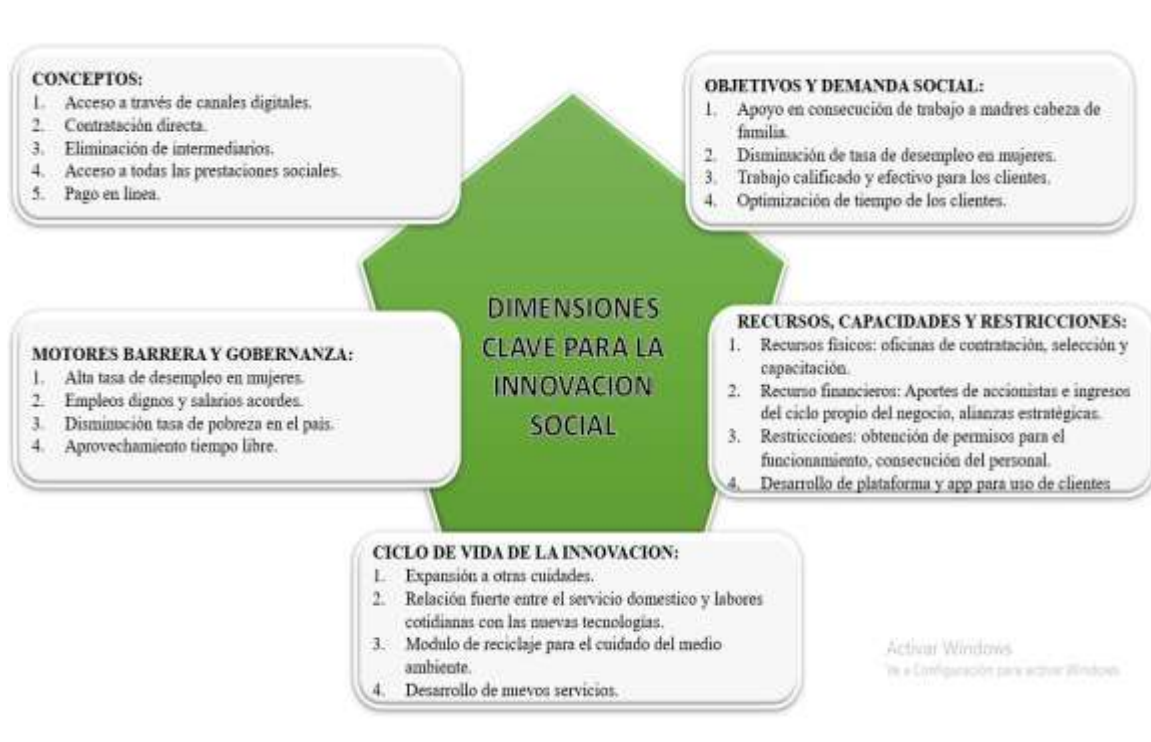 CONCEPTOS:
1. Acceso a través de canales digitales.
2. Contratación directa.
3. Eliminación de intermediarios.
4. Acceso a todas las prestaciones sociales.
5. Pago en linea.
OBJETIVOS Y DEMANDA SOCIAL:
1. Apoyo en consecución de trabajo a madres cabeza de
familia.
2. Disminución de tasa de desempleo en mujeres.
3. Trabajo calificado y efectivo para los clientes.
4. Optimización de tiempo de los clientes.
DIMENSIONES
CLAVE PARA LA
INNOVACION
SOCIAL
MOTORES BARRERA Y GOBERNANZA:
1. Alta tasa de desempleo en mujeres.
2. Empleos dignos y salarios acordes.
3. Disminución tasa de pobreza en el país.
4. Aprovechamiento tiempo libre.
RECURSOS, CAPACIDADES Y RESTRICCIONES:
1. Recursos físicos: oficinas de contratación, selección y
capacitación.
2. Recurso financieros: Aportes de accionistas e ingresos
del ciclo propio del negocio, alianzas estratégicas.
3. Restricciones: obtención de permisos para el
funcionamiento, consecución del personal.
4. Desarrollo de plataforma y app para uso de clientes
CICLO DE VIDA DE LA INNOVACION:
1. Expansión a otras cuidades.
2. Relación fuerte entre el servicio domestico y labores
cotidianas con las nuevas tecnologías.
3. Modulo de reciclaje para el cuidado del medio
ambiente.
4. Desarrollo de nuevos servicios.
Activar Windows
Ve a Configuración para activar Windows.